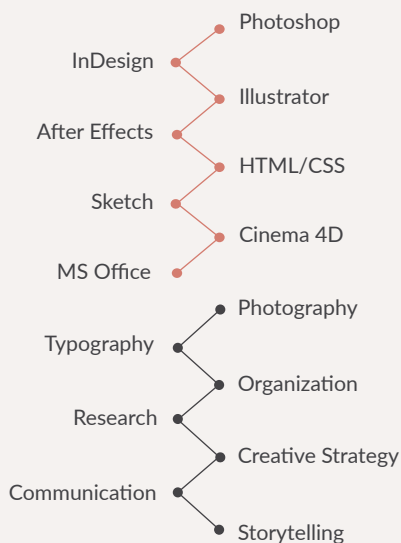 Photoshop
InDesign
Illustrator
After Effects
HTML/CSS
Sketch
Cinema 4D
MS Office
Photography
Typography
Organization
Research
Creative Strategy
Communication
Storytelling